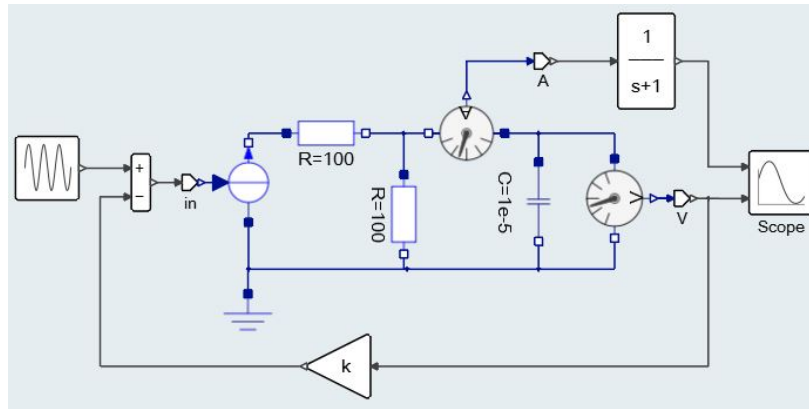 1
s+1
A
A
R=100
+
−
in
R=100
C=1e-5
V
V
Scope
k